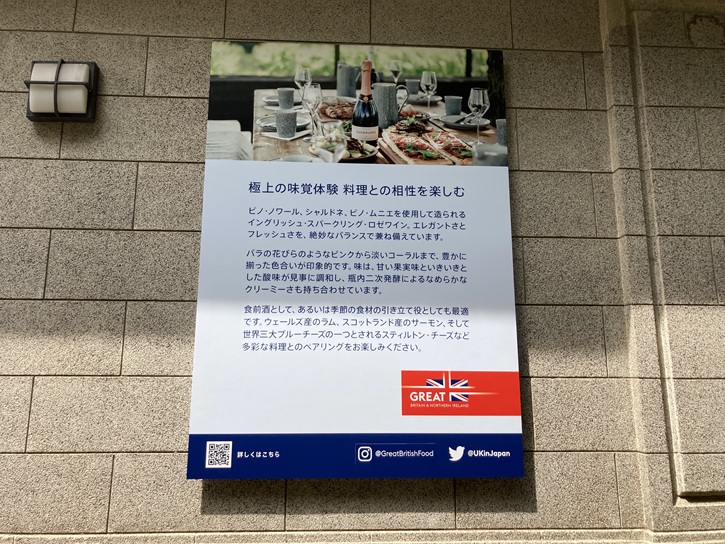 極上の味覚体験 料理との相性を楽しむ
ピノ・ノワール、シャルドネ、ピノ・ムニエを使用して造られる
イングリッシュ・スパークリング・ロゼワイン。エレガントさと
フレッシュさを、絶妙なバランスで兼ね備えています。
バラの花びらのようなピンクから淡いコーラルまで、豊かに
揃った色合いが印象的です。味は、甘い果実味といきいきと
した酸味が見事に調和し、瓶内二次発酵によるなめらかな
クリーミーさも持ち合わせています。
食前酒として、あるいは季節の食材の引き立て役としても最適
です。ウェールズ産のラム、スコットランド産のサーモン、そして
世界三大ブルーチーズの一つとされるスティルトン・チーズなど
多彩な料理とのペアリングをお楽しみください。
GREAT
BRITAIN & NORTHERN IRELAND
詳しくはこちら
@GreatBritishFood
@UKinJapan